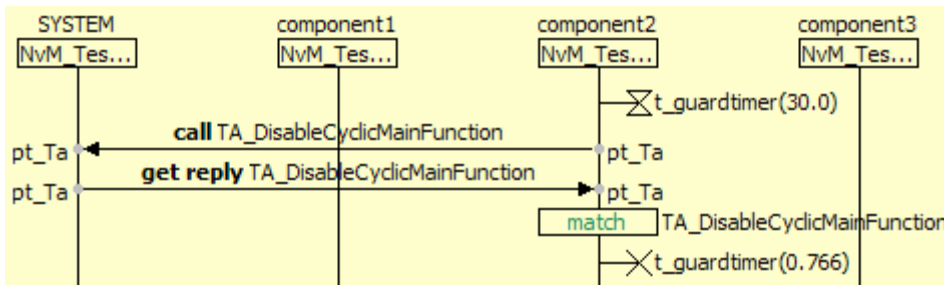 SYSTEM component1 component2 component3
NvM_Tes... NvM_Tes... NvM_Tes... NvM_Tes...
t_guardtimer(30.0)
call TA_DisableCyclicMainFunction
pt_Ta pt_Ta
get reply TA_DisableCyclicMainFunction
pt_Ta pt_Ta
match TA_DisableCyclicMainFunction
t_guardtimer(0.766)